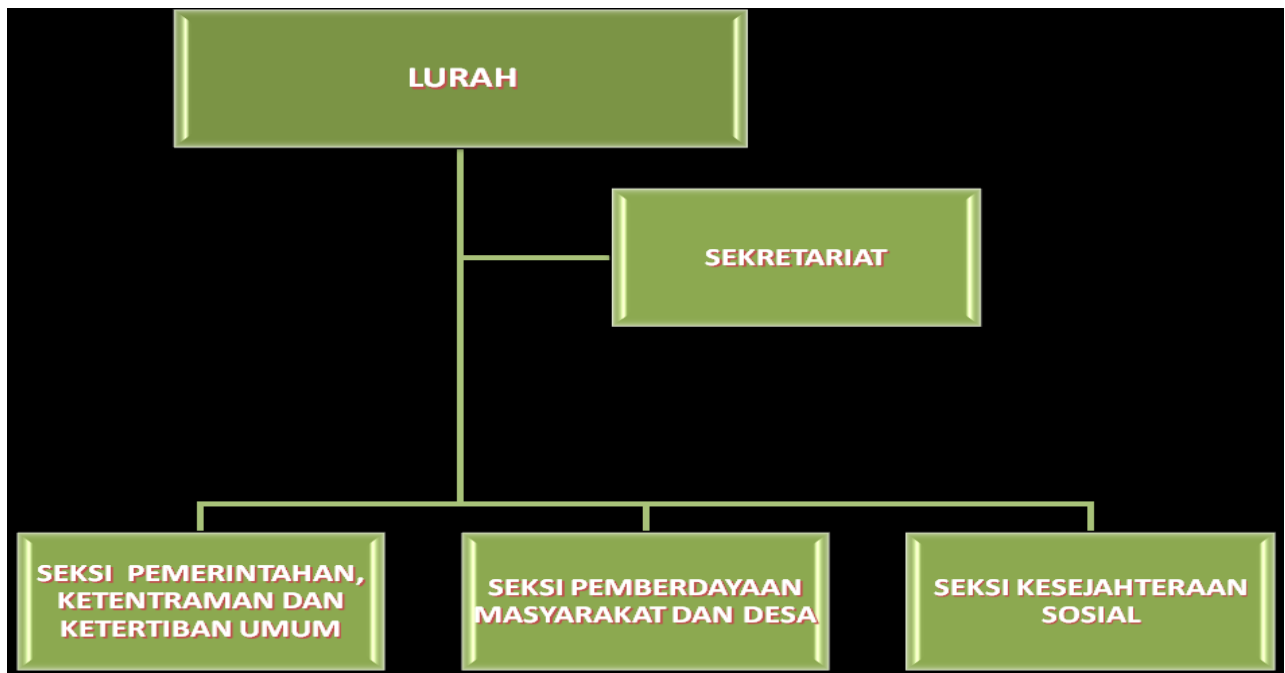 LURAH
SEKRETARIAT
SEKSI PEMERINTAHAN,
KETENTRAMAN DAN
KETERTIBAN UMUM
SEKSI PEMBERDAYAAN
MASYARAKAT DAN DESA
SEKSI KESEJAHTERAAN
SOSIAL